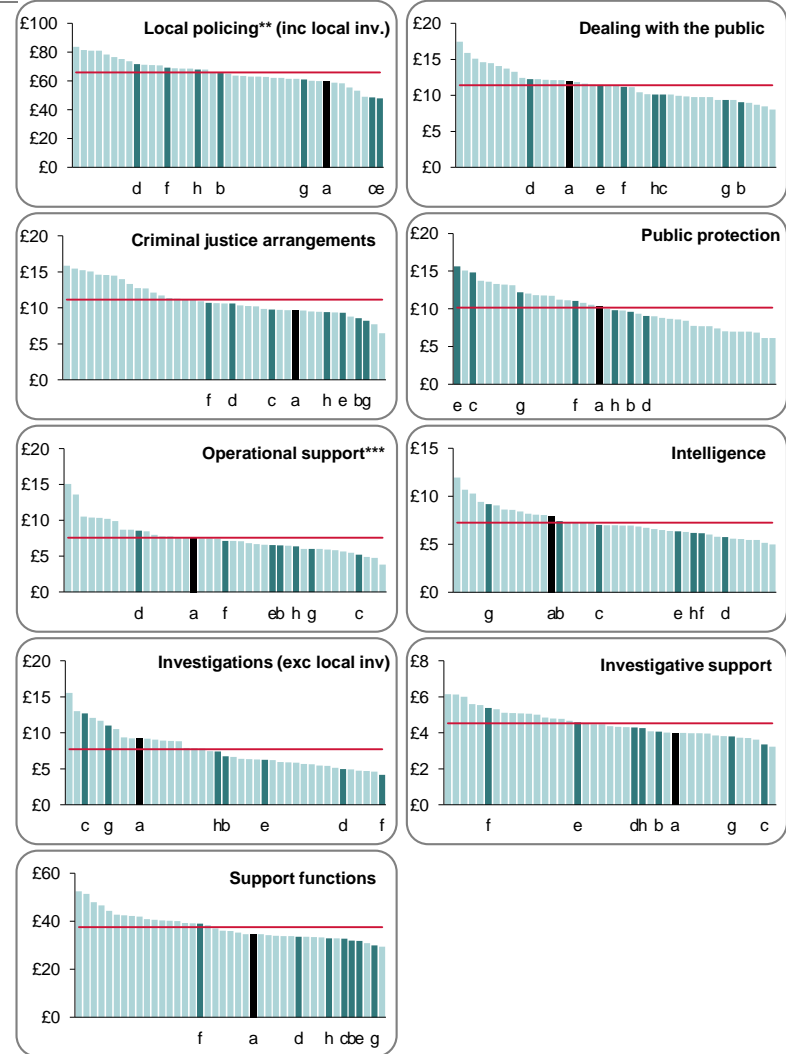 Local policing** (inc local inv.)
£100
£80
£60
£40
£20
£0
d f h b g a ce
Dealing with the public
£20
£15
£10
£5
£0
d a e f hc g b
Criminal justice arrangements
£20
£15
£10
£5
£0
f d c a h e bg
Public protection
£20
£15
£10
£5
£0
e c g f a h b d
Operational support***
£20
£15
£10
£5
£0
d a f eb h g c
Intelligence
£15
£10
£5
£0
g ab c e hf d
Investigations (exc local inv)
£20
£15
£10
£5
£0
c g a hb e d f
Investigative support
£8
£6
£4
£2
£0
f e dh b a g c
Support functions
£60
£40
£20
£0
f a d h cbe g